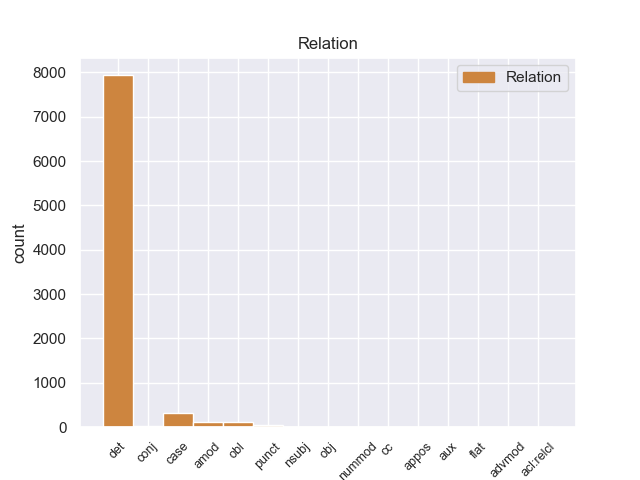 Relation
Relation
count
8000
7000
6000
5000
4000
3000
2000
1000
0
det conj case amod obl punct nsubj obj nummod cc appos aux flat advmod acl:relcl